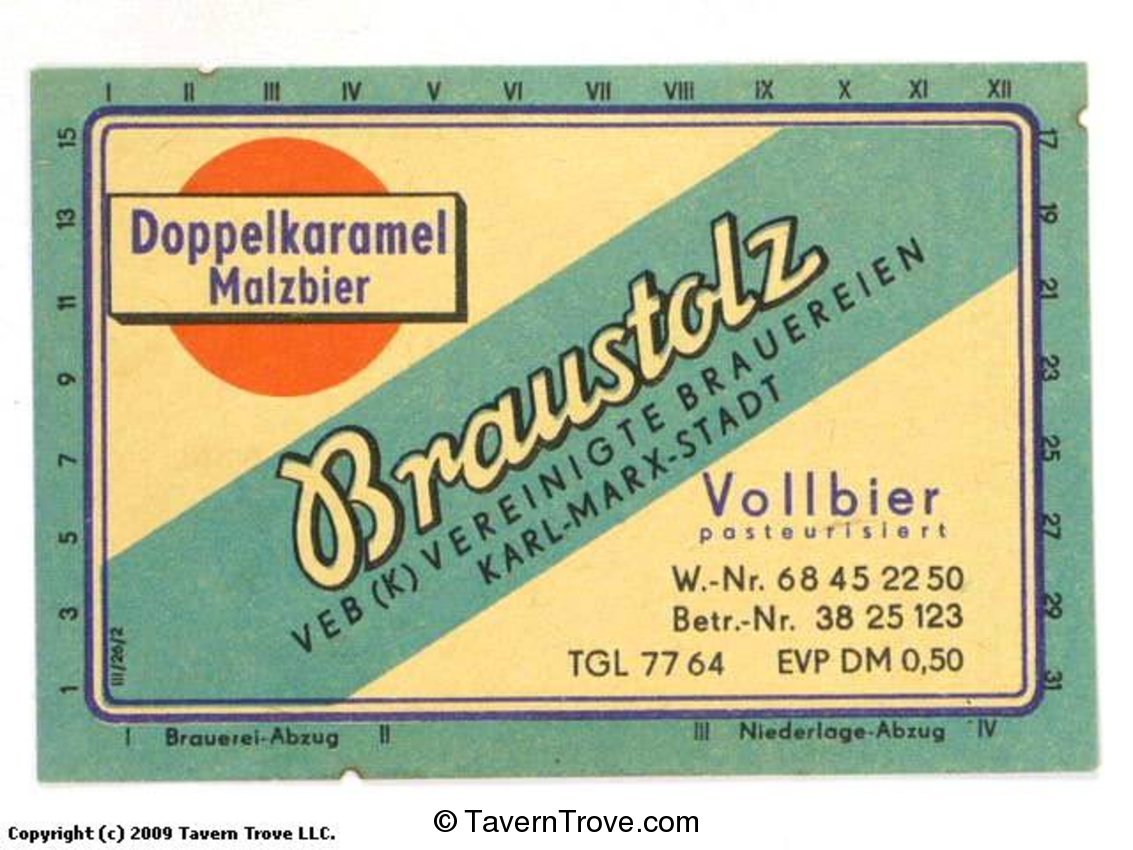 I II III IV V VI VII VIII IX X XI XII
15
13
11
9
7
5
3
1
17
19
21
23
25
27
29
31
Doppelkaramel
Malzbier
Braustolz
VEB (K) VEREINIGTE BRAUEREIEN
KARL-MARX-STADT
Vollbier
pasteurisiert
W.-Nr. 68 45 22 50
Betr.-Nr. 38 25 123
TGL 77 64 EVP DM 0,50
III/26/2
I Brauerei-Abzug II III Niederlage-Abzug IV
Copyright (c) 2009 Tavern Trove LLC.
© TavernTrove.com